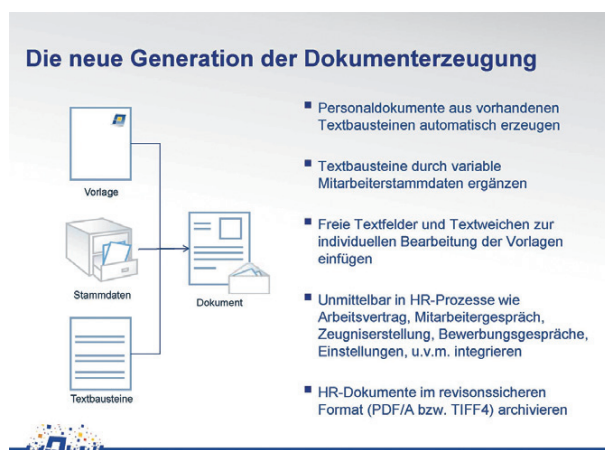 Die neue Generation der Dokumenterzeugung
Vorlage
Stammdaten
Textbausteine
Dokument
Personaldokumente aus vorhandenen
Textbausteinen automatisch erzeugen
Textbausteine durch variable
Mitarbeiterstammdaten ergänzen
Freie Textfelder und Textweichen zur
individuellen Bearbeitung der Vorlagen
einfügen
Unmittelbar in HR-Prozesse wie
Arbeitsvertrag, Mitarbeitergespräch,
Zeugniserstellung, Bewerbungsgespräche,
Einstellungen, u.v.m. integrieren
HR-Dokumente im revisonssicheren
Format (PDF/A bzw. TIFF4) archivieren